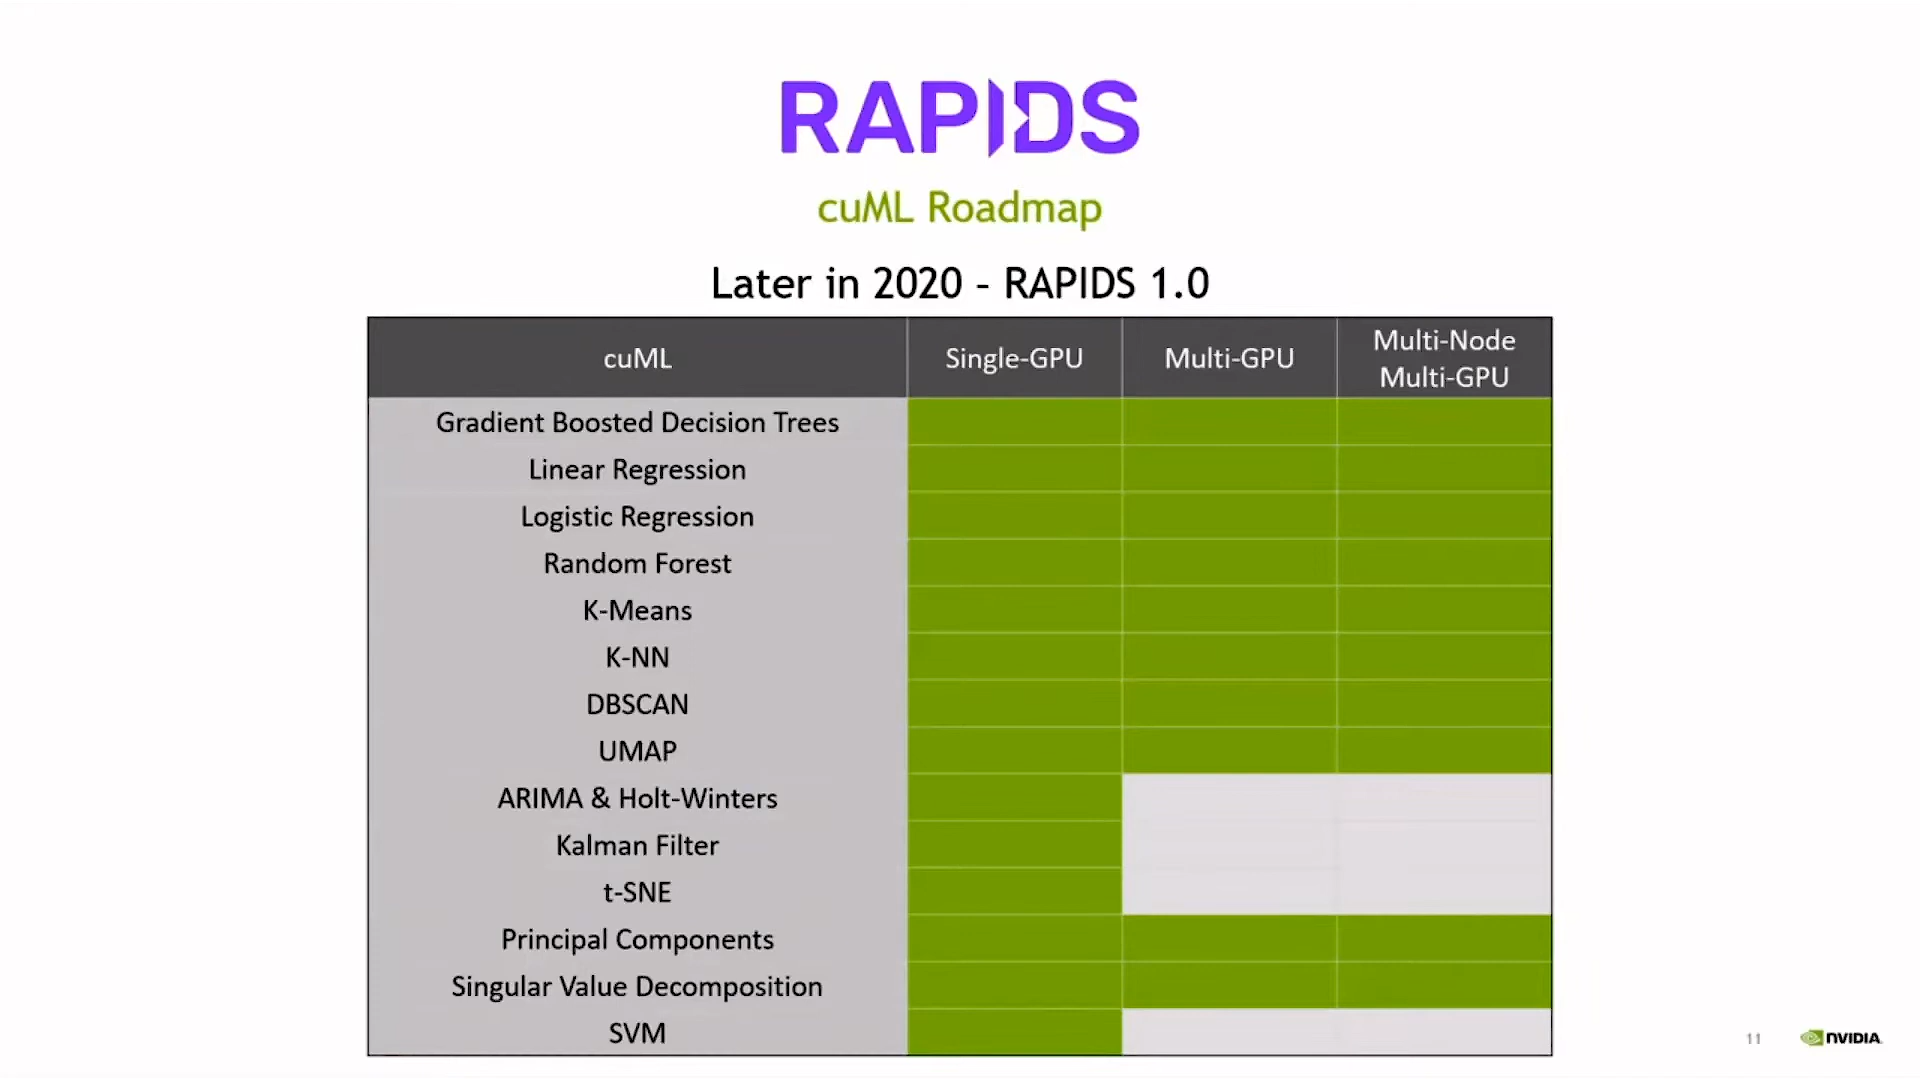 RAPIDS
cuML Roadmap
Later in 2020 – RAPIDS 1.0
cuML
Single-GPU
Multi-GPU
Multi-Node
Multi-GPU
Gradient Boosted Decision Trees
Linear Regression
Logistic Regression
Random Forest
K-Means
K-NN
DBSCAN
UMAP
ARIMA & Holt-Winters
Kalman Filter
t-SNE
Principal Components
Singular Value Decomposition
SVM
11
NVIDIA.